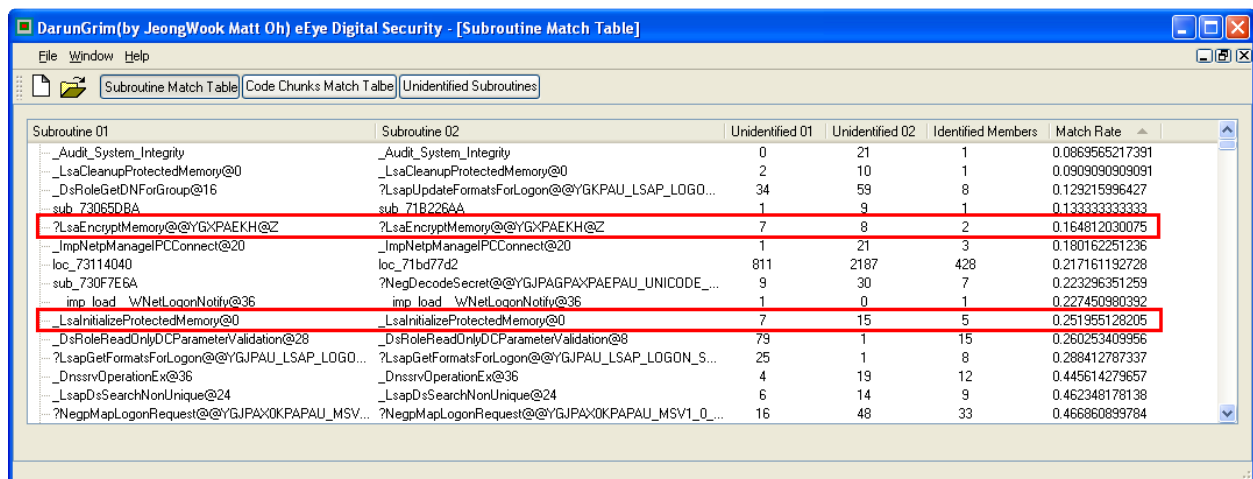 DarunGrim(by JeongWook Matt Oh) eEye Digital Security - [Subroutine Match Table]
File Window Help
Subroutine Match Table Code Chunks Match Talbe Unidentified Subroutines
Subroutine 01 Subroutine 02 Unidentified 01 Unidentified 02 Identified Members Match Rate
_Audit_System_Integrity _Audit_System_Integrity 0 21 1 0.0869565217391
_LsaCleanupProtectedMemory@0 _LsaCleanupProtectedMemory@0 2 10 1 0.0909090909091
_DsRoleGetDNForGroup@16 ?LsapUpdateFormatsForLogon@@YGKPAU_LSAP_LOGO... 34 59 8 0.129215996427
sub_73065DBA sub_71B226AA 1 9 1 0.133333333333
?LsaEncryptMemory@@YGXPAEKH@Z ?LsaEncryptMemory@@YGXPAEKH@Z 7 8 2 0.164812030075
_ImpNetpManageIPCConnect@20 _ImpNetpManageIPCConnect@20 1 21 3 0.180162251236
loc_73114040 loc_71bd77d2 811 2187 428 0.217161192728
sub_730F7E6A ?NegDecodeSecret@@YGJPAGPAXPAEPAU_UNICODE_... 9 30 7 0.223296351259
__imp_load__WNetLogonNotify@36 __imp_load__WNetLogonNotify@36 1 0 1 0.227450980392
_LsaInitializeProtectedMemory@0 _LsaInitializeProtectedMemory@0 7 15 5 0.251955128205
_DsRoleReadOnlyDCParameterValidation@28 _DsRoleReadOnlyDCParameterValidation@8 79 1 15 0.260253409956
?LsapGetFormatsForLogon@@YGJPAU_LSAP_LOGO... ?LsapGetFormatsForLogon@@YGJPAU_LSAP_LOGON_S... 25 1 8 0.288412787337
_DnssrvOperationEx@36 _DnssrvOperationEx@36 4 19 12 0.445614279657
_LsapDsSearchNonUnique@24 _LsapDsSearchNonUnique@24 6 14 9 0.462348178138
?NegpMapLogonRequest@@YGJPAX0KPAPAU_MSV... ?NegpMapLogonRequest@@YGJPAX0KPAPAU_MSV1_0_... 16 48 33 0.466860899784